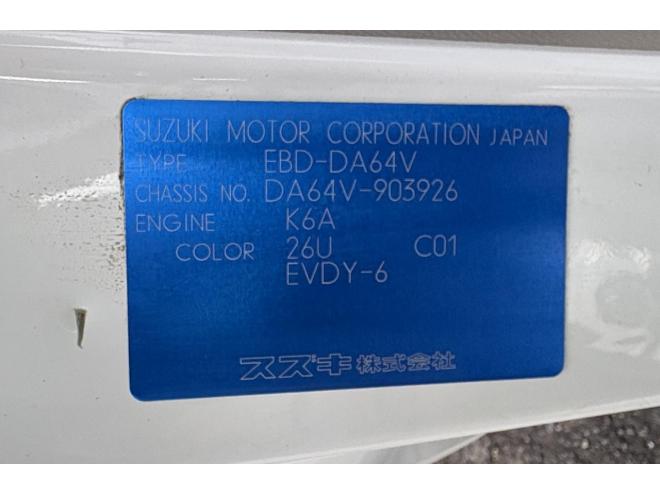 SUZUKI MOTOR CORPORATION JAPAN
TYPE EBD-DA64V
CHASSIS NO. DA64V-903926
ENGINE K6A
COLOR 26U C01
EVDY-6
スズキ株式会社